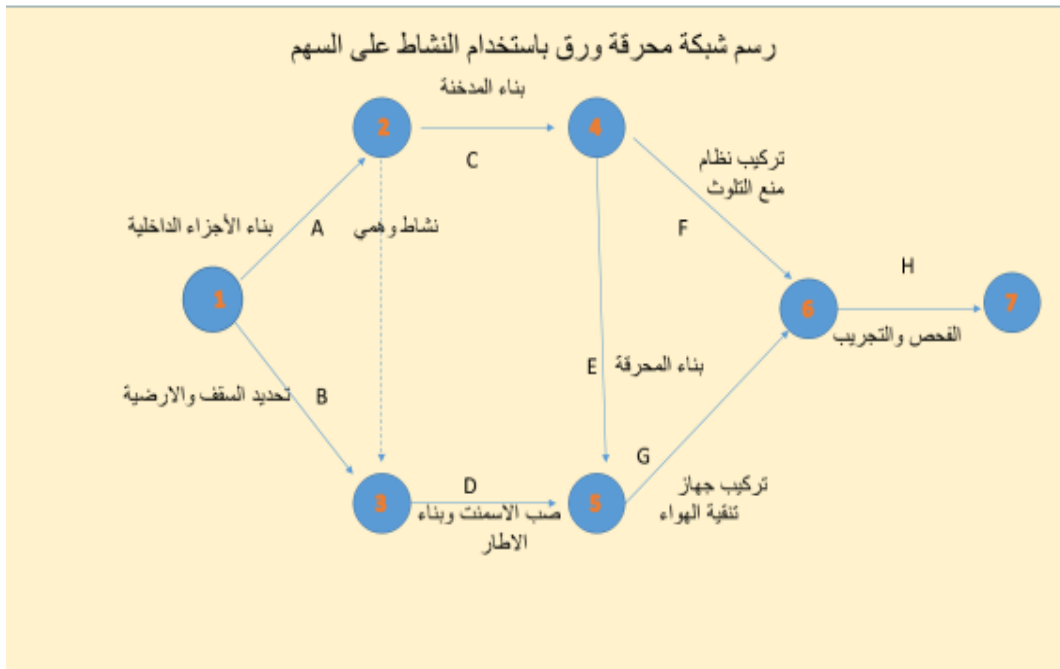 رسم شبكة محرقة ورق باستخدام النشاط على السهم
بناء المدخنة
2
4
C
تركيب نظام
منع التلوث
بناء الأجزاء الداخلية
A
نشاط وهمي
F
H
1
6
7
الفحص والتجريب
E
بناء المحرقة
تحديد السقف والارضية
B
G
D
3
5
تركيب جهاز
تنقية الهواء
صب الاسمنت وبناء
الاطار